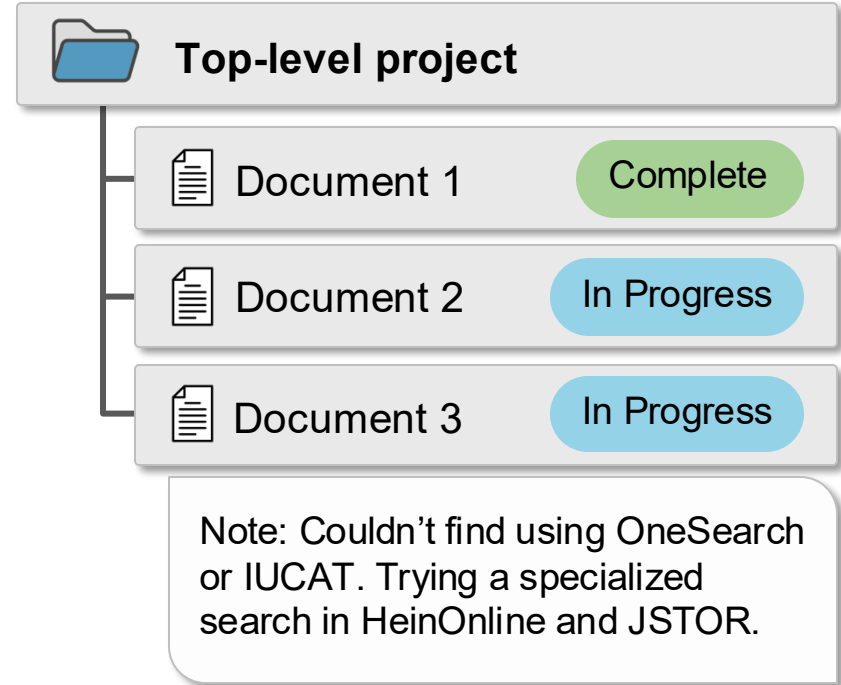 Top-level project
Document 1
Complete
Document 2
In Progress
Document 3
In Progress
Note: Couldn’t find using OneSearch
or IUCAT. Trying a specialized
search in HeinOnline and JSTOR.